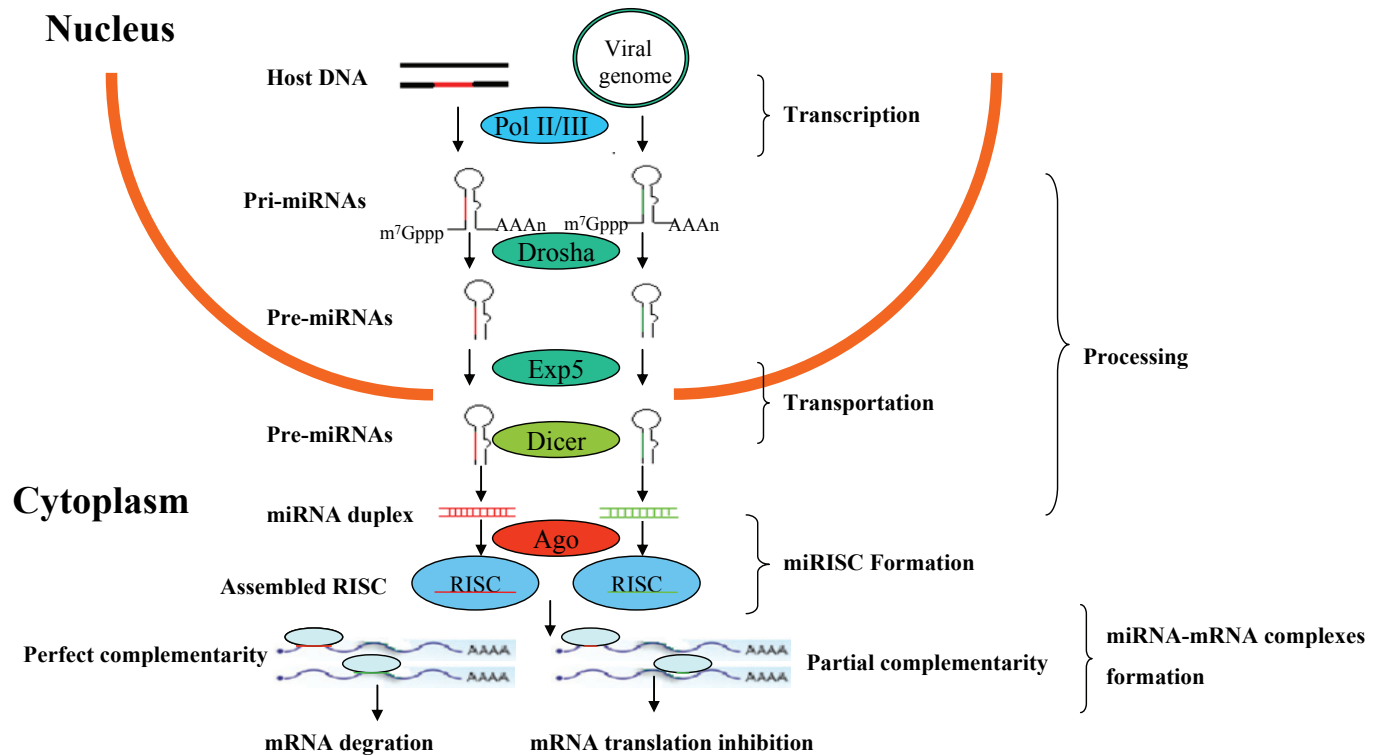 Nucleus
Host DNA
Viral
genome
Pol II/III
Transcription
Pri-miRNAs
m⁷Gppp
AAAn
m⁷Gppp
AAAn
Drosha
Pre-miRNAs
Exp5
Processing
Transportation
Pre-miRNAs
Dicer
Cytoplasm
miRNA duplex
Ago
miRISC Formation
Assembled RISC
RISC
RISC
Perfect complementarity
AAAA
AAAA
AAAA
AAAA
Partial complementarity
miRNA-mRNA complexes
formation
mRNA degration
mRNA translation inhibition